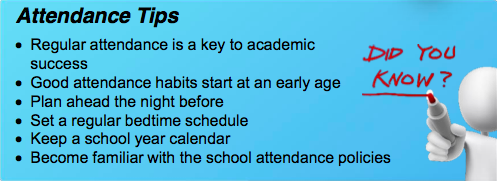 Attendance Tips
• Regular attendance is a key to academic
success
• Good attendance habits start at an early age
• Plan ahead the night before
• Set a regular bedtime schedule
• Keep a school year calendar
• Become familiar with the school attendance policies
DID YOU
KNOW?